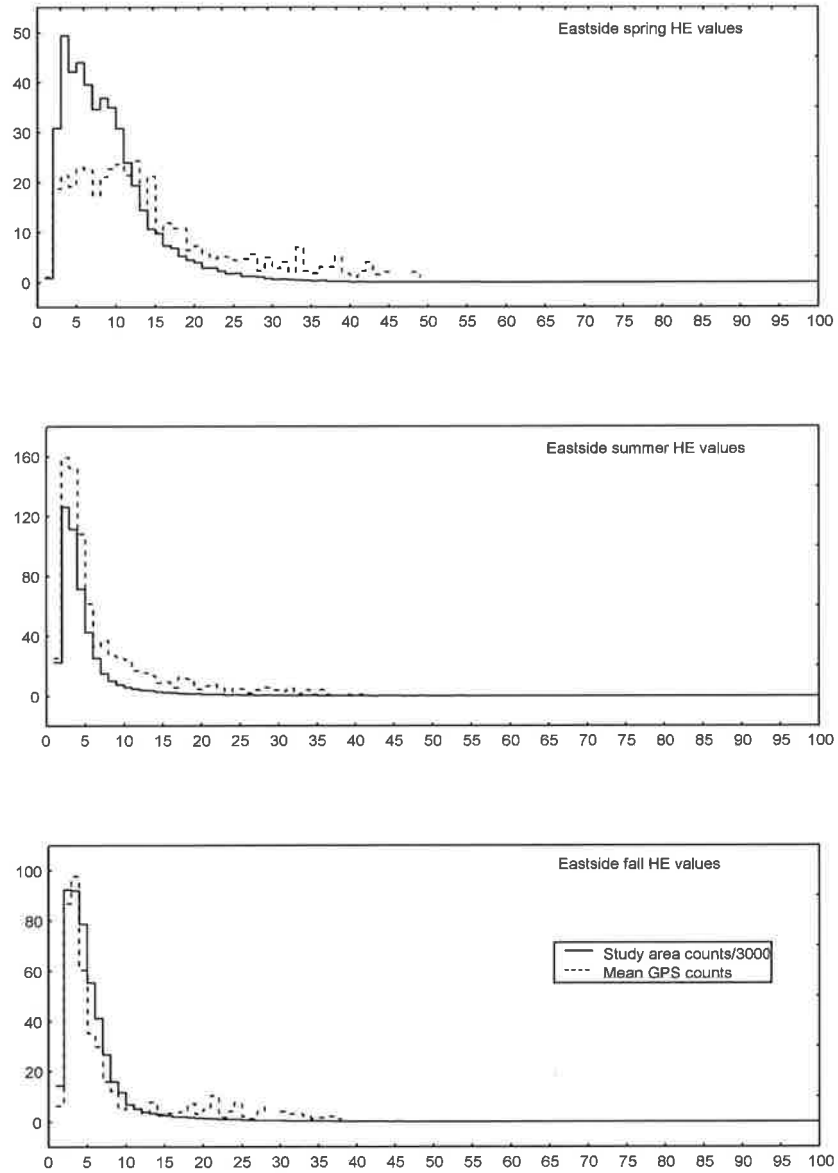 Eastside spring HE values
50
40
30
20
10
0
0 5 10 15 20 25 30 35 40 45 50 55 60 65 70 75 80 85 90 95 100
Eastside summer HE values
160
120
80
40
0
0 5 10 15 20 25 30 35 40 45 50 55 60 65 70 75 80 85 90 95 100
Eastside fall HE values
100
80
60
40
20
0
Study area counts/3000
Mean GPS counts
0 5 10 15 20 25 30 35 40 45 50 55 60 65 70 75 80 85 90 95 100